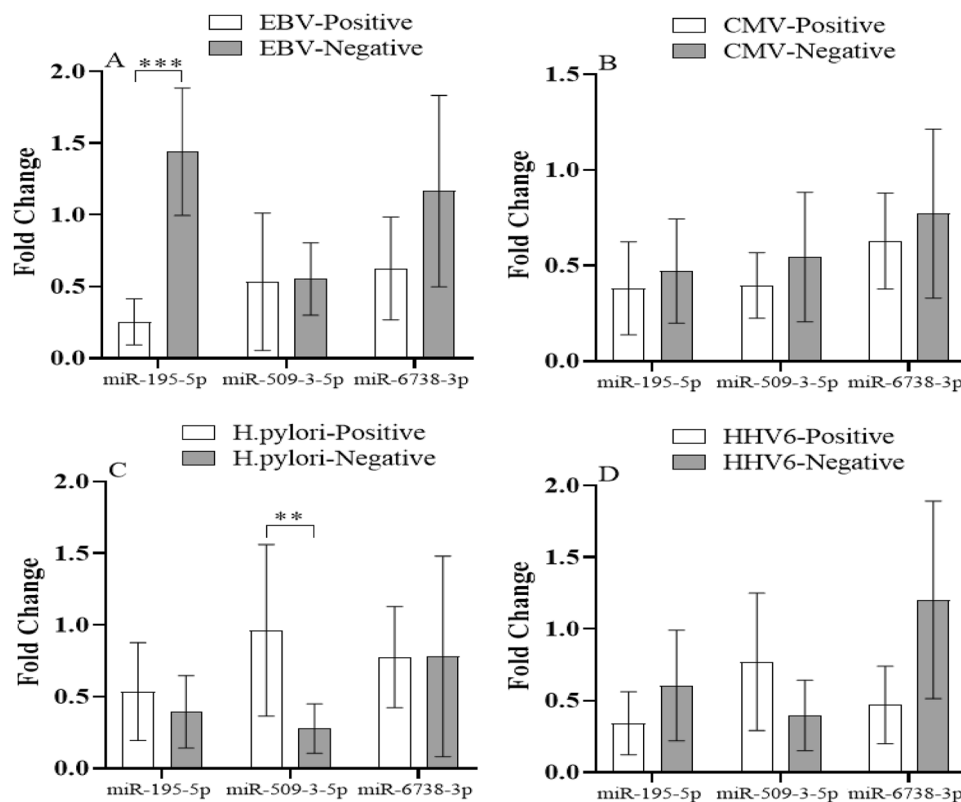 EBV-Positive
EBV-Negative
A
***
2.0
1.5
1.0
0.5
0.0
Fold Change
miR-195-5p miR-509-3-5p miR-6738-3p
CMV-Positive
CMV-Negative
B
1.5
1.0
0.5
0.0
Fold Change
miR-195-5p miR-509-3-5p miR-6738-3p
H.pylori-Positive
H.pylori-Negative
C
**
2.0
1.5
1.0
0.5
0.0
Fold Change
miR-195-5p miR-509-3-5p miR-6738-3p
HHV6-Positive
HHV6-Negative
D
2.0
1.5
1.0
0.5
0.0
Fold Change
miR-195-5p miR-509-3-5p miR-6738-3p